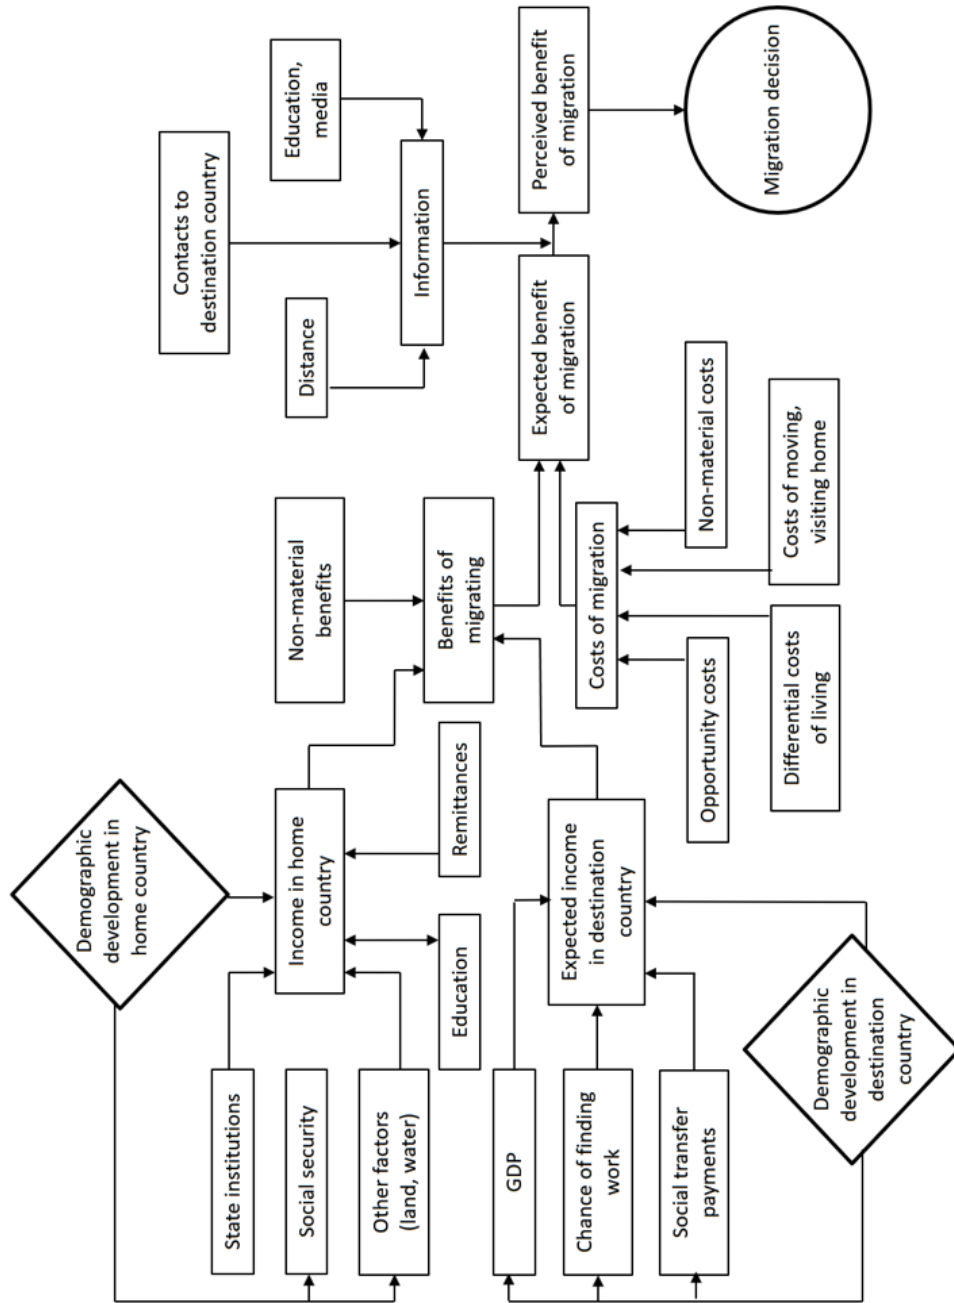 Demographic
development in
home country
State institutions
Social security
Other factors
(land, water)
Income in home
country
Education
Remittances
GDP
Chance of finding
work
Social transfer
payments
Expected income
in destination
country
Demographic
development in
destination
country
Non-material
benefits
Benefits of
migrating
Costs of migration
Opportunity costs
Differential costs
of living
Costs of moving,
visiting home
Non-material costs
Contacts to
destination country
Distance
Education,
media
Information
Expected benefit
of migration
Perceived benefit
of migration
Migration decision